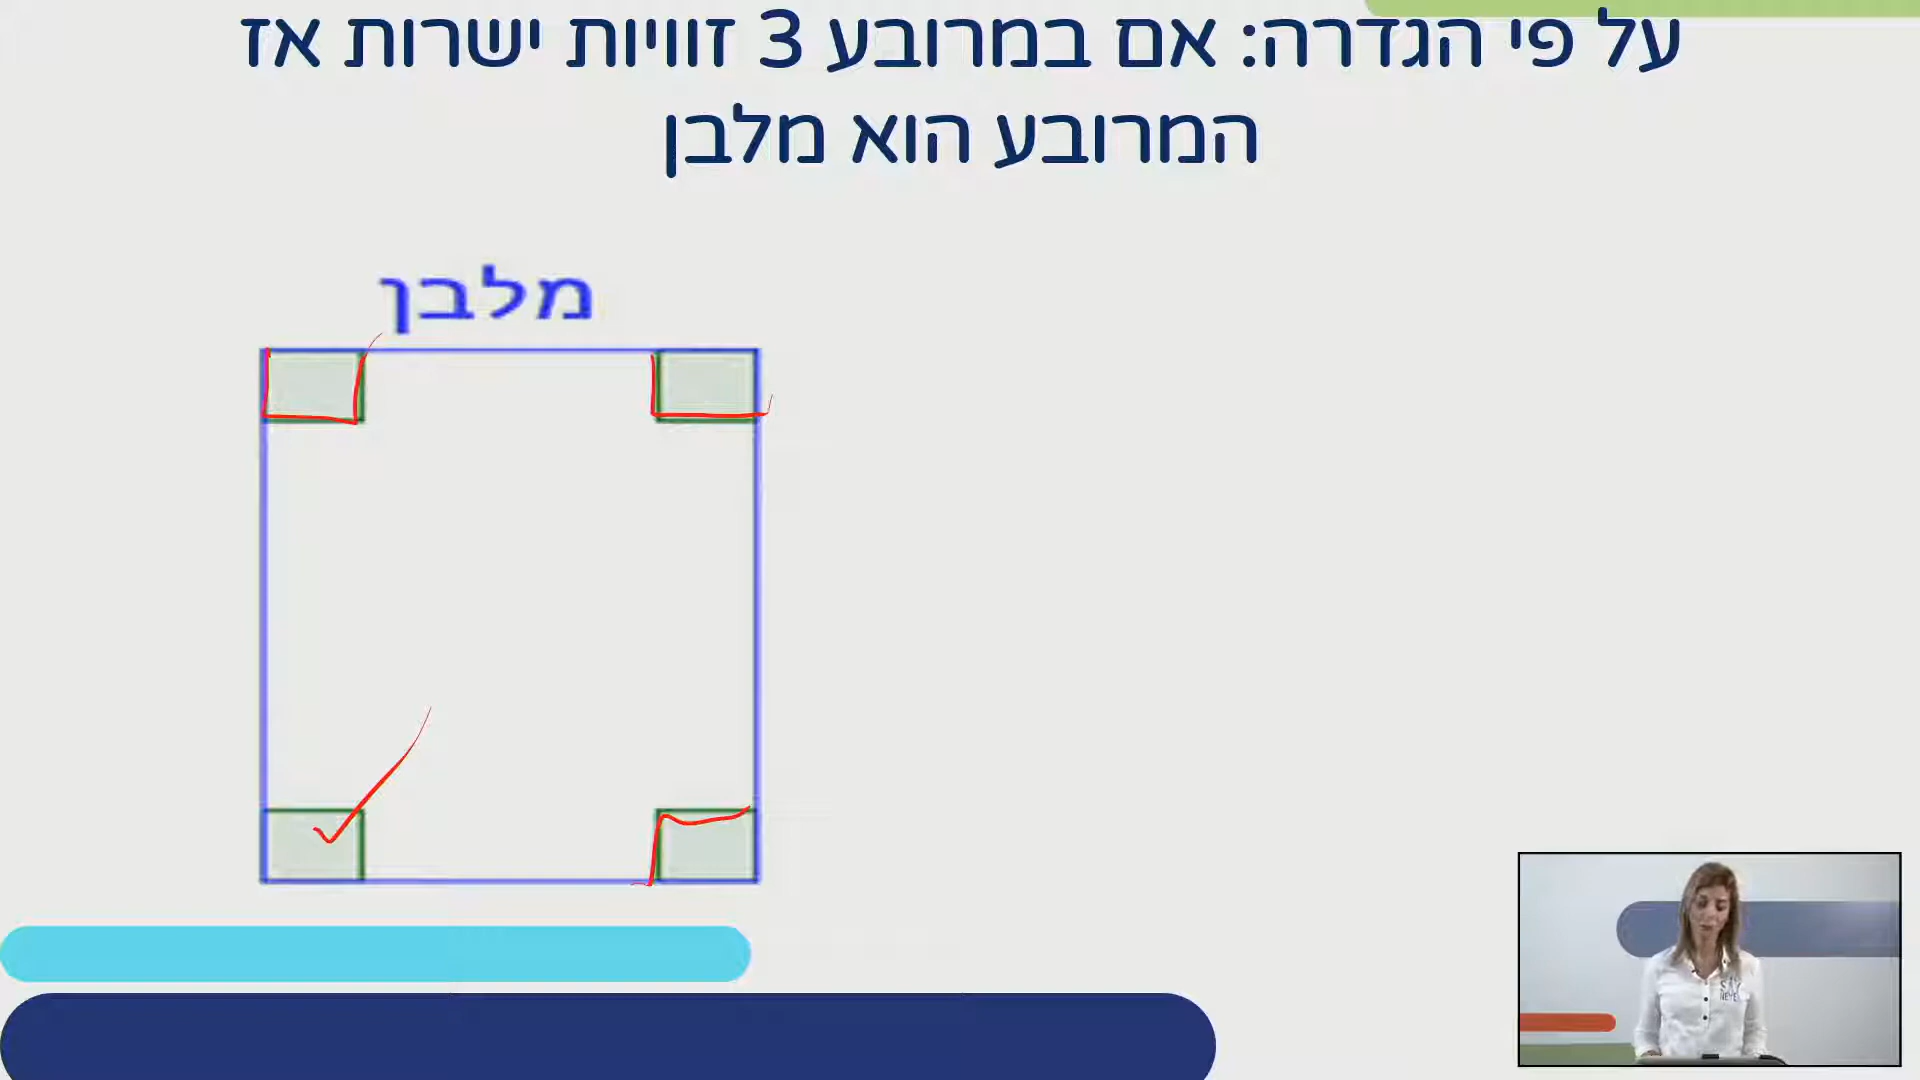 על פי הגדרה: אם במרובע 3 זוויות ישרות אז
המרובע הוא מלבן
מלבן